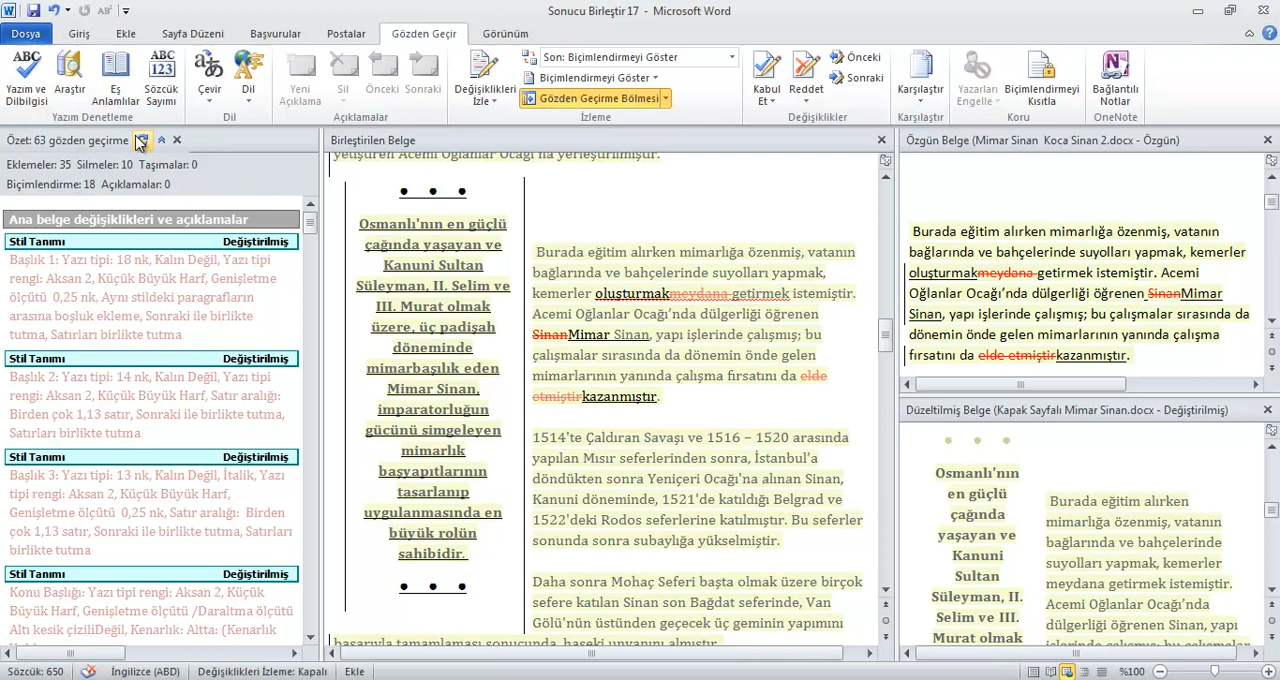 Sonucu Birleştir 17 - Microsoft Word
Dosya Giriş Ekle Sayfa Düzeni Başvurular Postalar Gözden Geçir Görünüm
Yazım ve Dilbilgisi
Araştır
Eş Anlamlılar
Sözcük Sayımı
Yazım Denetleme
Çevir
Dil
Dil
Yeni Açıklama
Sil
Önceki
Sonraki
Açıklamalar
Değişiklikleri İzle
Son: Biçimlendirmeyi Göster
Biçimlendirmeyi Göster
Gözden Geçirme Bölmesi
İzleme
Kabul Et
Reddet
Önceki
Sonraki
Değişiklikler
Karşılaştır
Karşılaştır
Yazarları Engelle
Biçimlendirmeyi Kısıtla
Koru
Bağlantılı Notlar
OneNote
Özet: 63 gözden geçirme
Eklemeler: 35 Silmeler: 10 Taşımalar: 0
Biçimlendirme: 18 Açıklamalar: 0
Ana belge değişiklikleri ve açıklamalar
Stil Tanımı Değiştirilmiş
Başlık 1: Yazı tipi: 18 nk, Kalın Değil, Yazı tipi
rengi: Aksan 2, Küçük Büyük Harf, Genişletme
ölçütü 0,25 nk, Aynı stildeki paragrafların
arasına boşluk ekleme, Sonraki ile birlikte
tutma, Satırları birlikte tutma
Stil Tanımı Değiştirilmiş
Başlık 2: Yazı tipi: 14 nk, Kalın Değil, Yazı tipi
rengi: Aksan 2, Küçük Büyük Harf, Satır aralığı:
Birden çok 1,13 satır, Sonraki ile birlikte tutma,
Satırları birlikte tutma
Stil Tanımı Değiştirilmiş
Başlık 3: Yazı tipi: 13 nk, Kalın Değil, İtalik, Yazı
tipi rengi: Aksan 2, Küçük Büyük Harf,
Genişletme ölçütü 0,25 nk, Satır aralığı: Birden
çok 1,13 satır, Sonraki ile birlikte tutma, Satırları
birlikte tutma
Stil Tanımı Değiştirilmiş
Konu Başlığı: Yazı tipi rengi: Aksan 2, Küçük
Büyük Harf, Genişletme ölçütü /Daraltma ölçütü
Altı kesik çiziliDeğil, Kenarlık: Altta: (Kenarlık
Birleştirilen Belge
yetiştiren Acemi Oğlanlar Ocağı'na yerleştirilmiştir.
Osmanlı'nın en güçlü
çağında yaşayan ve
Kanuni Sultan
Süleyman, II. Selim ve
III. Murat olmak
üzere, üç padişah
döneminde
mimarbaşılık eden
Mimar Sinan,
imparatorluğun
gücünü simgeleyen
mimarlık
başyapıtlarının
tasarlanıp
uygulanmasında en
büyük rolün
sahibidir.
Burada eğitim alırken mimarlığa özenmiş, vatanın
bağlarında ve bahçelerinde suyolları yapmak,
kemerler oluşturmakmeydana getirmek istemiştir.
Acemi Oğlanlar Ocağı'nda dülgerliği öğrenen
SinanMimar Sinan, yapı işlerinde çalışmış; bu
çalışmalar sırasında da dönemin önde gelen
mimarlarının yanında çalışma fırsatını da elde
etmiştirkazanmıştır.
1514'te Çaldıran Savaşı ve 1516 – 1520 arasında
yapılan Mısır seferlerinden sonra, İstanbul'a
döndükten sonra Yeniçeri Ocağı'na alınan Sinan,
Kanuni döneminde, 1521'de katıldığı Belgrad ve
1522'deki Rodos seferlerine katılmıştır. Bu seferler
sonunda sonra subaylığa yükselmiştir.
Daha sonra Mohaç Seferi başta olmak üzere birçok
sefere katılan Sinan son Bağdat seferinde, Van
Gölü'nün üstünden geçecek üç geminin yapımını
başarıyla tamamlaması sonucunda, haseki unvanını almıştır.
Özgün Belge (Mimar Sinan Koca Sinan 2.docx - Özgün)
Burada eğitim alırken mimarlığa özenmiş, vatanın
bağlarında ve bahçelerinde suyolları yapmak, kemerler
oluşturmakmeydana getirmek istemiştir. Acemi
Oğlanlar Ocağı'nda dülgerliği öğrenen SinanMimar
Sinan, yapı işlerinde çalışmış; bu çalışmalar sırasında da
dönemin önde gelen mimarlarının yanında çalışma
fırsatını da elde etmiştirkazanmıştır.
Düzeltilmiş Belge (Kapak Sayfalı Mimar Sinan.docx - Değiştirilmiş)
Osmanlı'nın
en güçlü
çağında
yaşayan ve
Kanuni
Sultan
Süleyman, II.
Selim ve III.
Murat olmak
Burada eğitim alırken
mimarlığa özenmiş, vatanın
bağlarında ve bahçelerinde
suyolları yapmak, kemerler
meydana getirmek istemiştir.
Acemi Oğlanlar Ocağı'nda
dülgerliği öğrenen Sinan, yapı
işlerinde çalışmış; bu çalışmalar
Sözcük: 650 İngilizce (ABD) Değişiklikleri İzleme: Kapalı Ekle %100